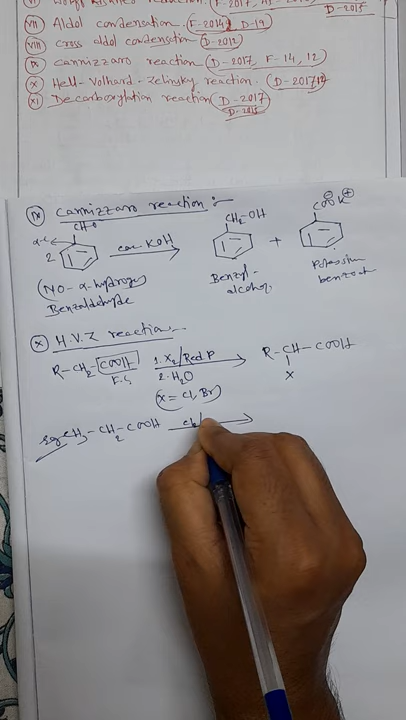 VII Aldol condensation. (F-2014) D-19
VIII cross aldol condensation (D-2012)
IX Cannizzaro reaction (D-2017, F-14, 12)
X Hell-Volhard-Zelinsky reaction. (D-2017
XI Decarboxylation reaction (D-2017
D-2015
IX Cannizzaro reaction :-
2 CHO conc. KOH CH2-OH + COO⊖K⊕
(NO-α-hydrogen)
Benzaldehyde
Benzyl-
alcohol
Potassium
benzoate
X H.V.Z reaction.-
R-CH2-COOH 1. X2/Red P R-CH-COOH
F.G 2. H2O X
(X = Cl, Br)
eg CH3-CH2-COOH Cl2/